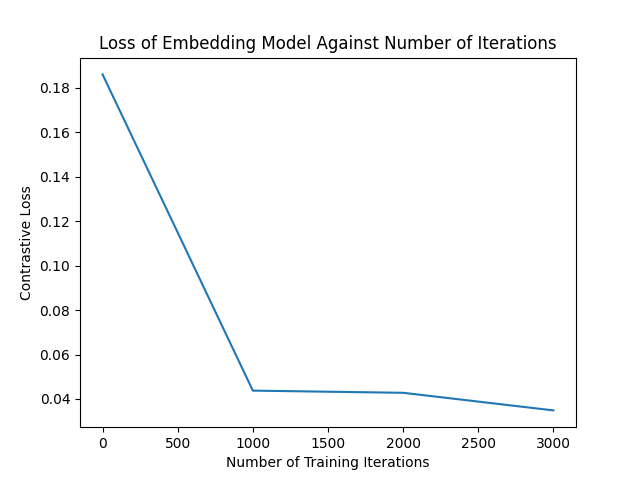 Loss of Embedding Model Against Number of Iterations
Contrastive Loss
0.18
0.16
0.14
0.12
0.10
0.08
0.06
0.04
0 500 1000 1500 2000 2500 3000
Number of Training Iterations